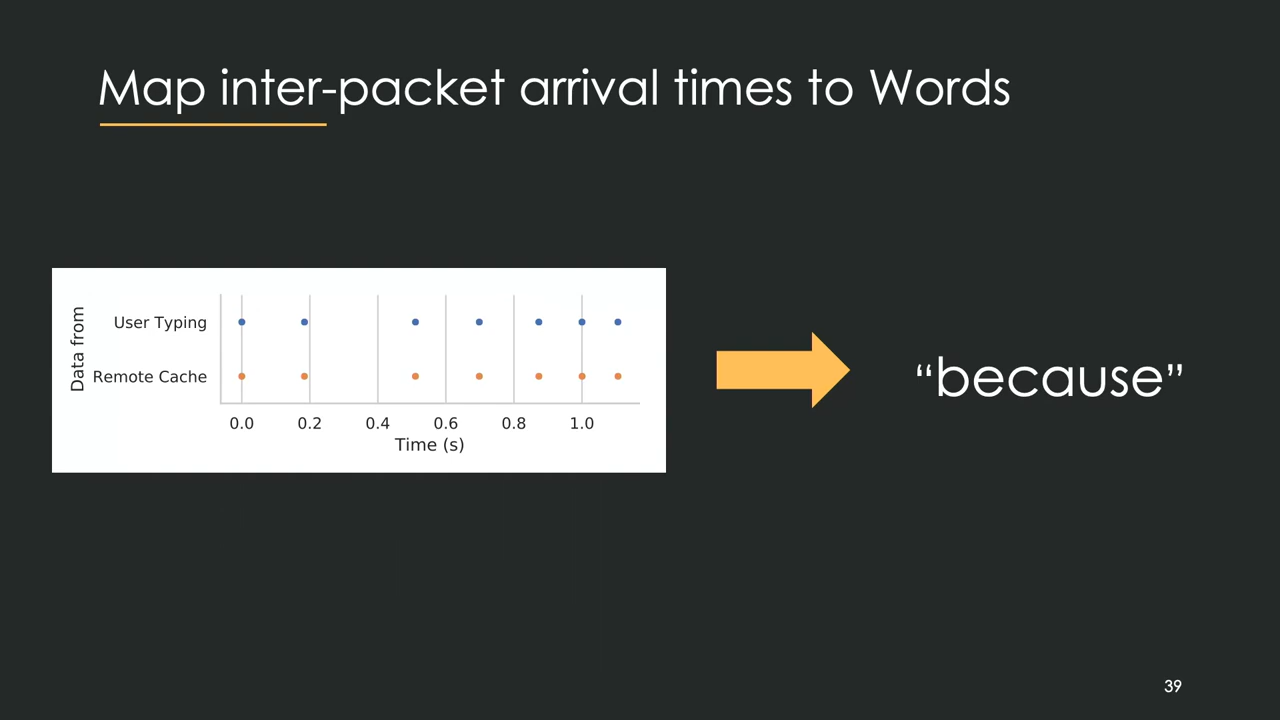 Map inter-packet arrival times to Words
Data from
User Typing
Remote Cache
0.0 0.2 0.4 0.6 0.8 1.0
Time (s)
“because”
39